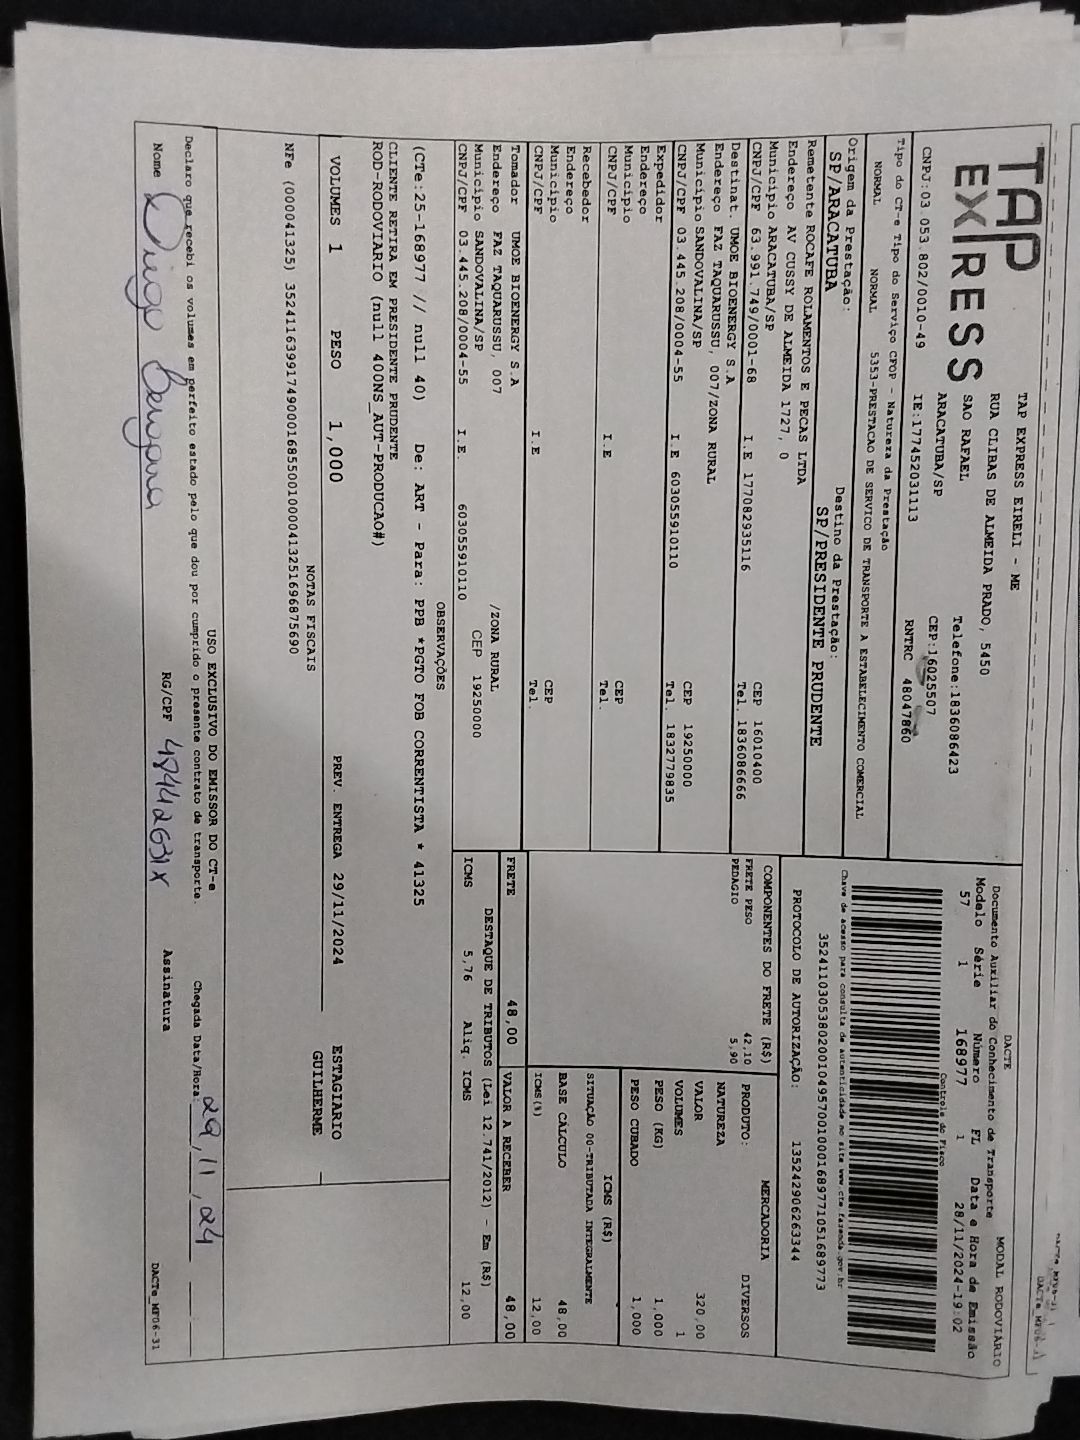 TAP
EXPRESS
TAP EXPRESS EIRELI - ME
RUA CLIBAS DE ALMEIDA PRADO, 5450
SAO RAFAEL Telefone:1836086423
ARACATUBA/SP CEP:16025507
CNPJ:03.053.802/0010-49 IE:177452031113 RNTRC 48047860
Tipo do CT-e Tipo do Serviço CFOP - Natureza da Prestação
NORMAL NORMAL 5353-PRESTACAO DE SERVICO DE TRANSPORTE A ESTABELECIMENTO COMERCIAL
Origem da Prestação: Destino da Prestação:
SP/ARACATUBA SP/PRESIDENTE PRUDENTE
DACTE MODAL RODOVIÁRIO
Documento Auxiliar do Conhecimento de Transporte
Modelo Série Número FL Data e Hora de Emissão
57 1 168977 1 28/11/2024-19:02
Controle do Fisco
Chave de acesso para consulta de autenticidade no site www.cte.fazenda.gov.br
35241103053802001049570010001689771051689773
PROTOCOLO DE AUTORIZAÇÃO: 135242906263344
Remetente ROCAFE ROLAMENTOS E PECAS LTDA
Endereço AV CUSSY DE ALMEIDA 1727, 0
Município ARACATUBA/SP CEP 16010400
CNPJ/CPF 63.991.749/0001-68 I.E 177082935116 Tel. 1836086666
Destinat. UMOE BIOENERGY S.A
Endereço FAZ TAQUARUSSU, 007/ZONA RURAL
Município SANDOVALINA/SP CEP 19250000
CNPJ/CPF 03.445.208/0004-55 I.E 603055910110 Tel. 1832779835
Expedidor
Endereço
Município CEP
CNPJ/CPF I.E Tel.
Recebedor
Endereço
Município CEP
CNPJ/CPF I.E Tel.
Tomador UMOE BIOENERGY S.A
Endereço FAZ TAQUARUSSU, 007 /ZONA RURAL
Município SANDOVALINA/SP CEP 19250000
CNPJ/CPF 03.445.208/0004-55 I.E. 603055910110
COMPONENTES DO FRETE (R$)
FRETE PESO 42,10
PEDAGIO 5,90
MERCADORIA
PRODUTO: DIVERSOS
NATUREZA
VALOR 320,00
VOLUMES 1
PESO (KG) 1,000
PESO CUBADO 1,000
ICMS (R$)
SITUAÇÃO 00-TRIBUTADA INTEGRALMENTE
BASE CÁLCULO 48,00
ICMS(%) 12,00
FRETE 48,00 VALOR A RECEBER 48,00
DESTAQUE DE TRIBUTOS (Lei 12.741/2012) - Em (R$)
ICMS 5,76 Aliq. ICMS 12,00
OBSERVAÇÕES
(CTe:25-168977 // null 40) De: ART - Para: PPB *PGTO FOB CORRENTISTA * 41325
CLIENTE RETIRA EM PRESIDENTE PRUDENTE
ROD-RODOVIARIO (null 400NS_AUT-PRODUCAO#)
VOLUMES 1 PESO 1,000 PREV. ENTREGA 29/11/2024 ESTAGIARIO
GUILHERME
NOTAS FISCAIS
NFe (000041325) 35241163991749000168550010000413251696875690
USO EXCLUSIVO DO EMISSOR DO CT-e
Declaro que recebi os volumes em perfeito estado pelo que dou por cumprido o presente contrato de transporte. Chegada Data/Hora: 29/11/24
Nome Diego RG/CPF 48442631X Assinatura
DACTe_MF06-31